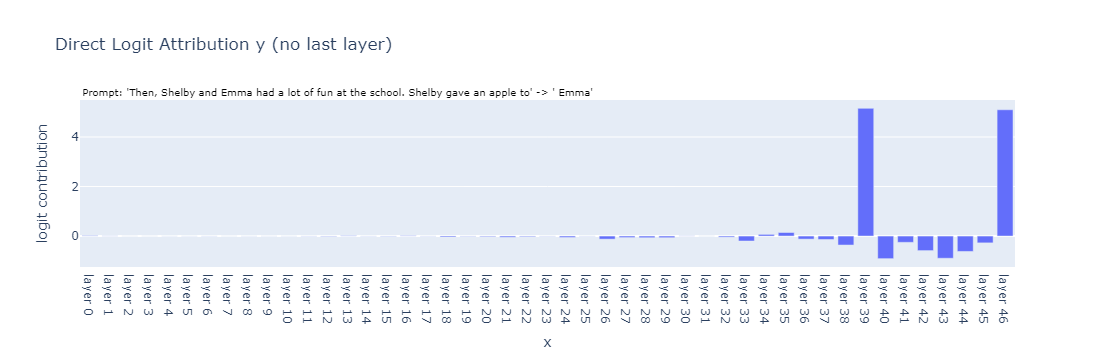 Direct Logit Attribution y (no last layer)
Prompt: 'Then, Shelby and Emma had a lot of fun at the school. Shelby gave an apple to' -> ' Emma'
logit contribution
4
2
0
layer 0
layer 1
layer 2
layer 3
layer 4
layer 5
layer 6
layer 7
layer 8
layer 9
layer 10
layer 11
layer 12
layer 13
layer 14
layer 15
layer 16
layer 17
layer 18
layer 19
layer 20
layer 21
layer 22
layer 23
layer 24
layer 25
layer 26
layer 27
layer 28
layer 29
layer 30
layer 31
layer 32
layer 33
layer 34
layer 35
layer 36
layer 37
layer 38
layer 39
layer 40
layer 41
layer 42
layer 43
layer 44
layer 45
layer 46
x